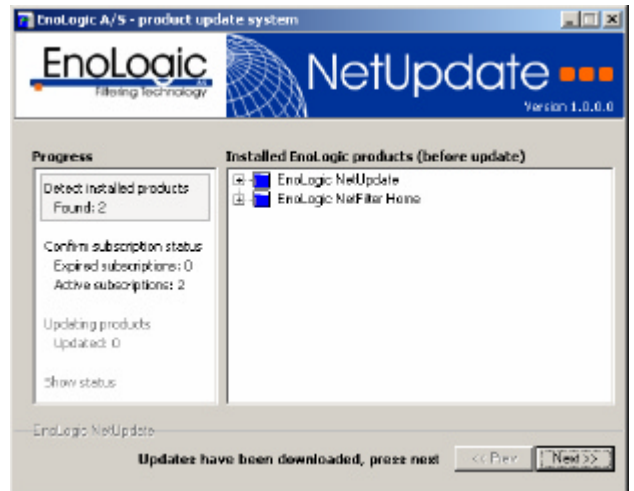 EnoLogic A/S - product update system
EnoLogic A/S
Filtering Technology
NetUpdate
Version 1.0.0.0
Progress
Detect installed products
Found: 2
Confirm subscription status
Expired subscriptions: 0
Active subscriptions: 2
Updating products
Updated: 0
Show status
Installed EnoLogic products (before update)
EnoLogic NetUpdate
EnoLogic NetFilter Home
EnoLogic NetUpdate
Updates have been downloaded, press next
<< Prev
Next >>